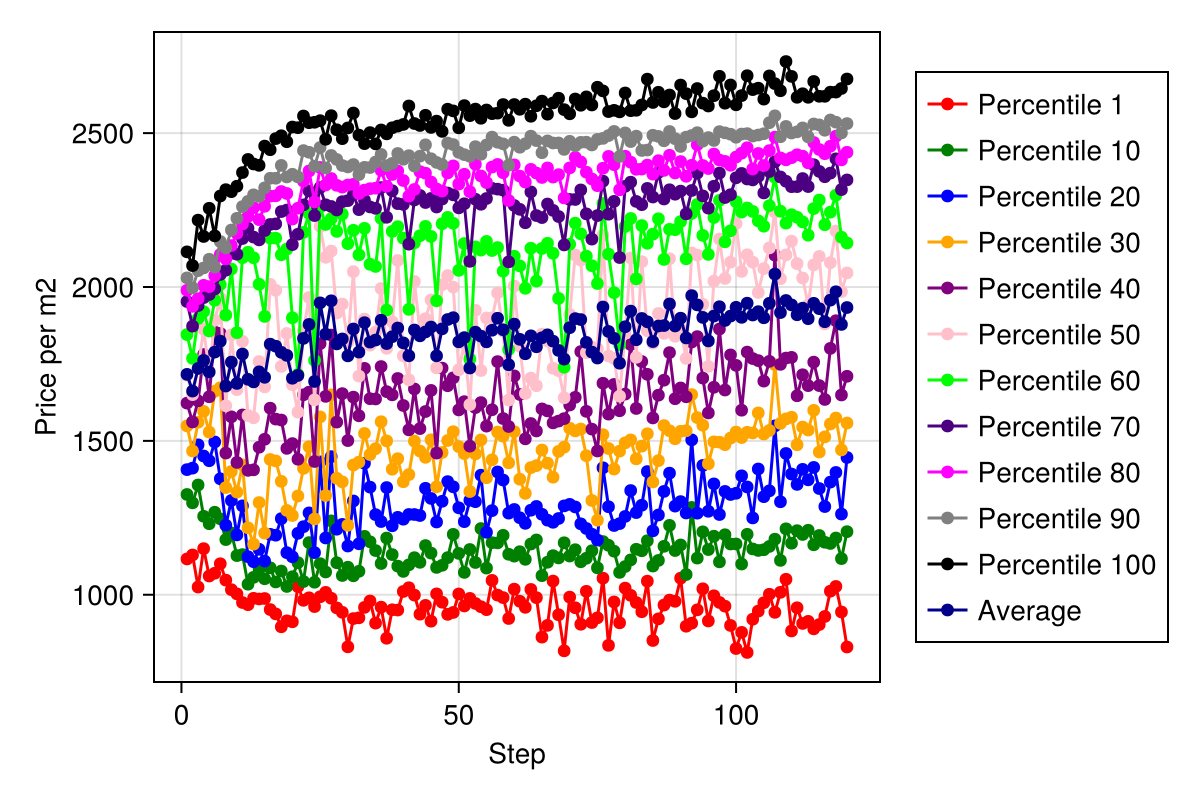 Price per m2
2500
2000
1500
1000
0
50
100
Step
Percentile 1
Percentile 10
Percentile 20
Percentile 30
Percentile 40
Percentile 50
Percentile 60
Percentile 70
Percentile 80
Percentile 90
Percentile 100
Average